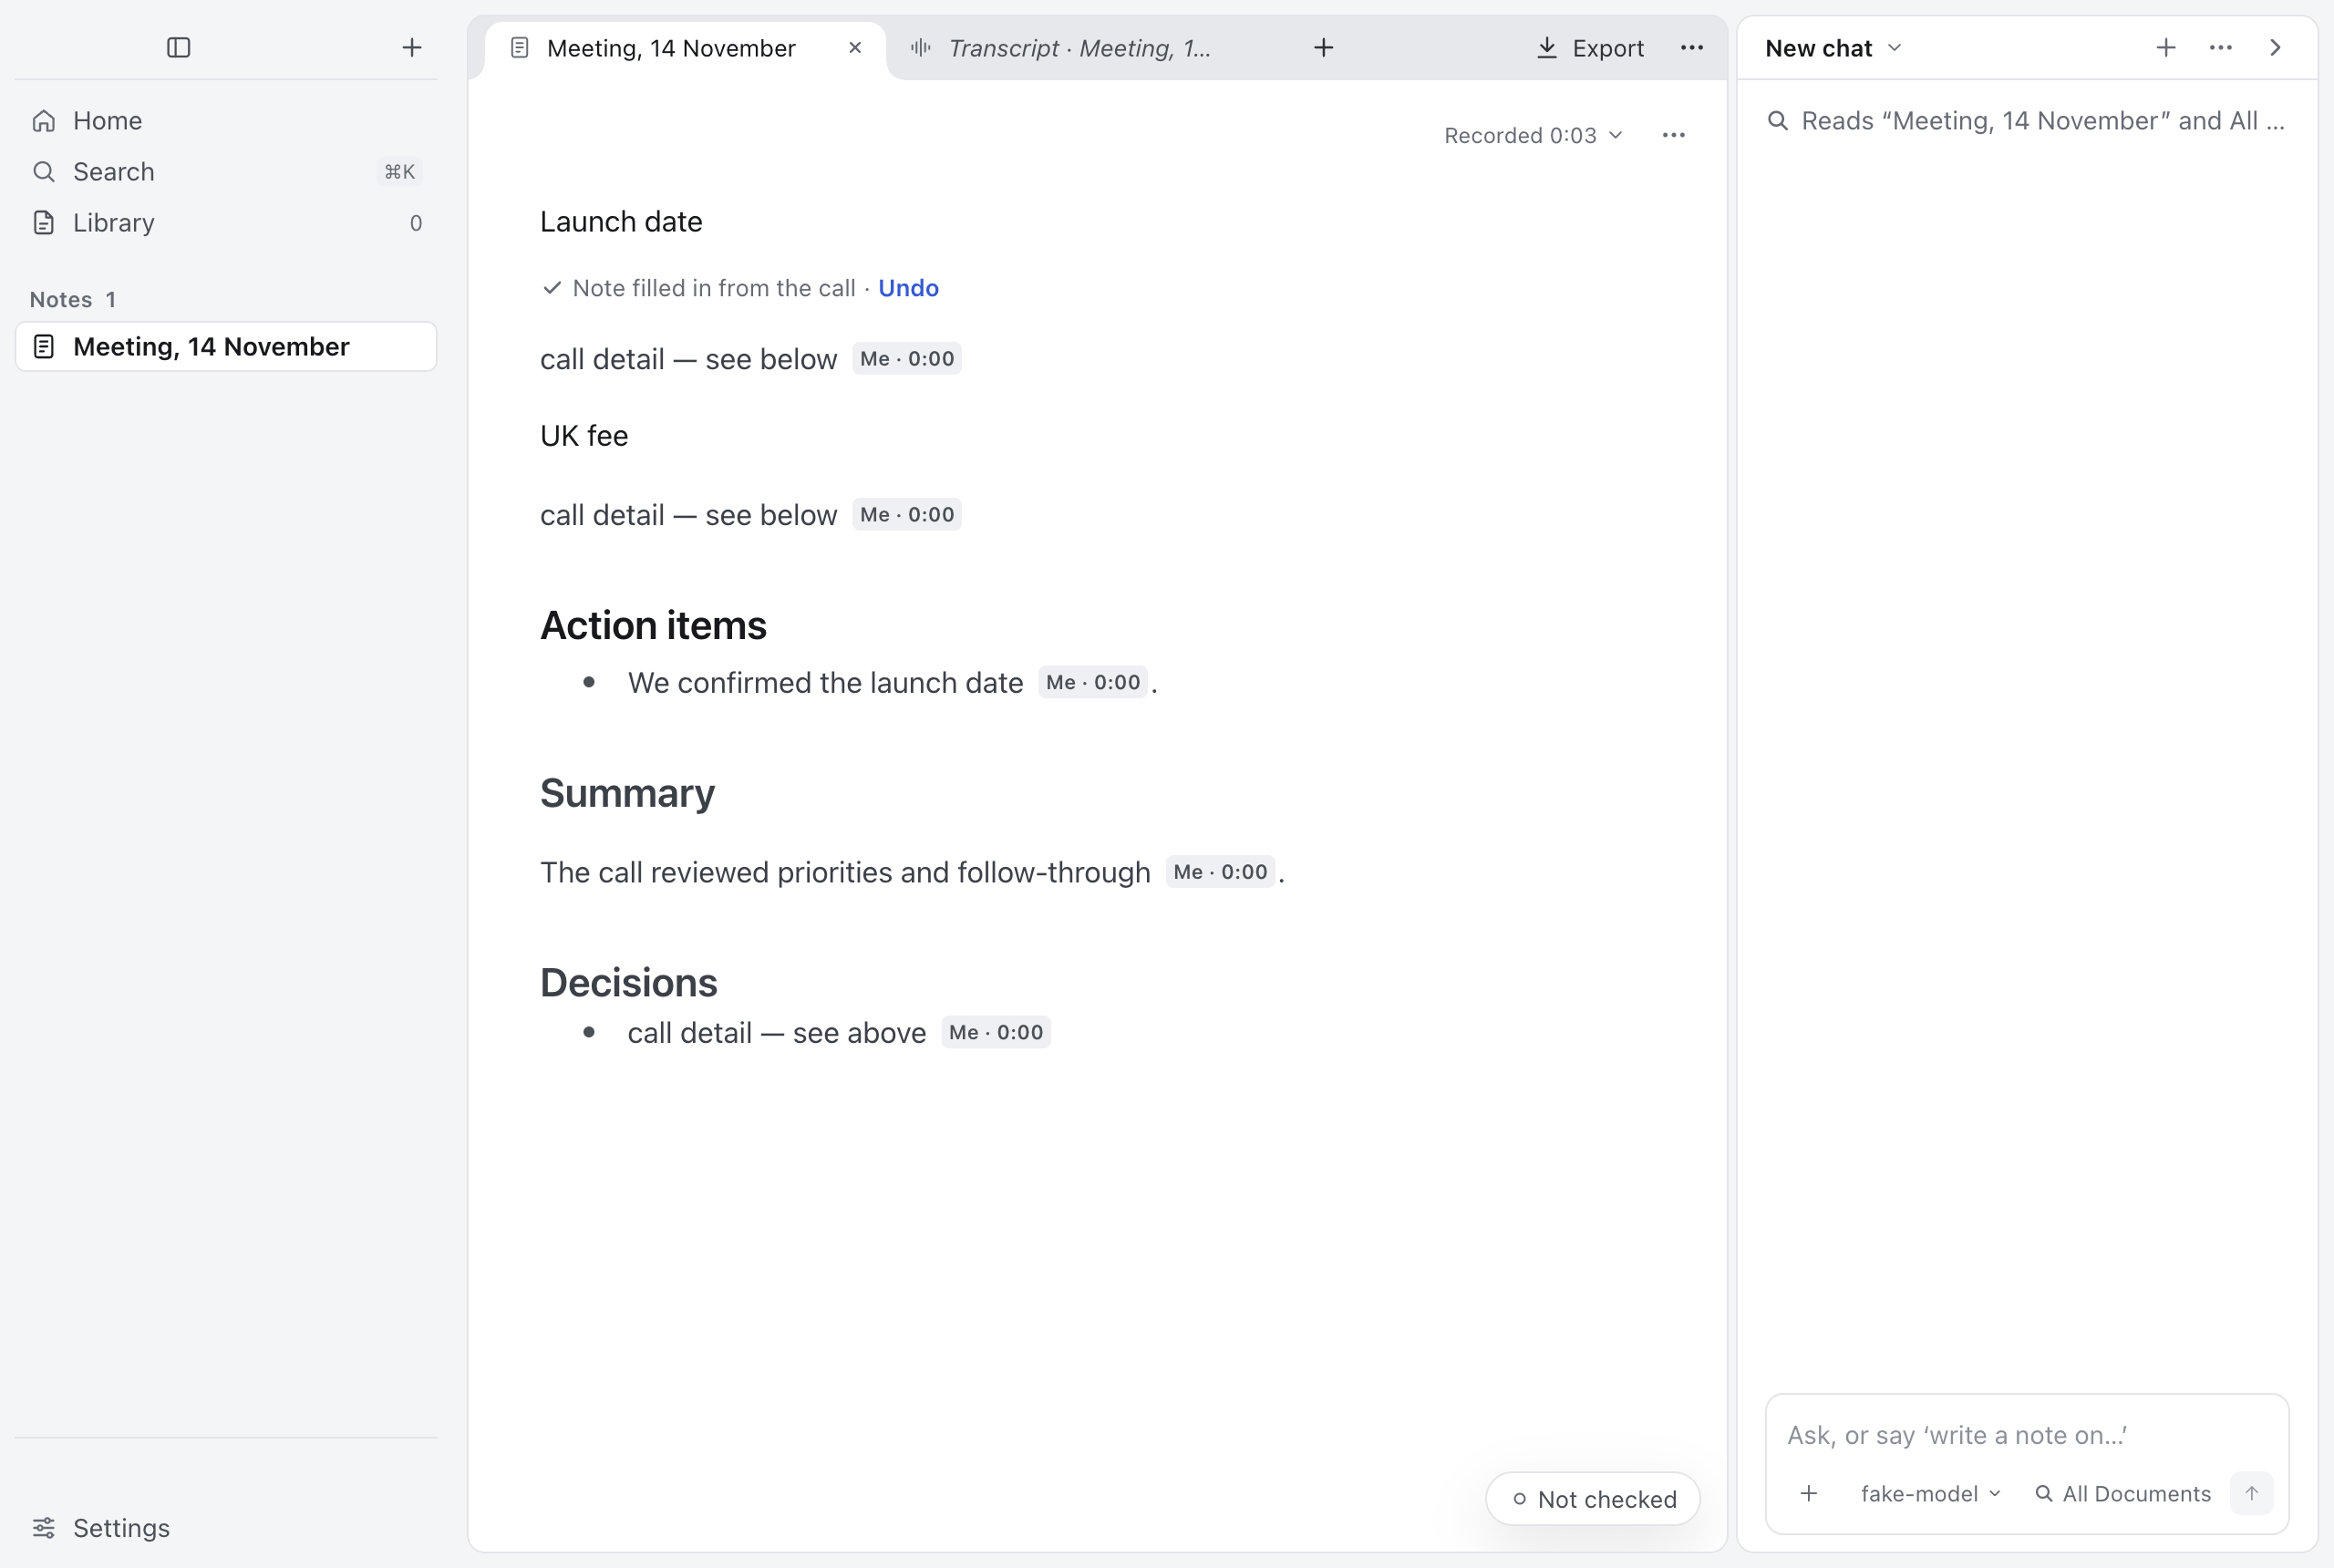 Home
Search ⌘K
Library 0
Notes 1
Meeting, 14 November
Settings
Meeting, 14 November
Transcript · Meeting, 1...
Export
Recorded 0:03
Launch date
Note filled in from the call · Undo
call detail — see below Me · 0:00
UK fee
call detail — see below Me · 0:00
Action items
• We confirmed the launch date Me · 0:00 .
Summary
The call reviewed priorities and follow-through Me · 0:00 .
Decisions
• call detail — see above Me · 0:00
Not checked
New chat
Reads “Meeting, 14 November” and All ...
Ask, or say ‘write a note on...’
fake-model
All Documents